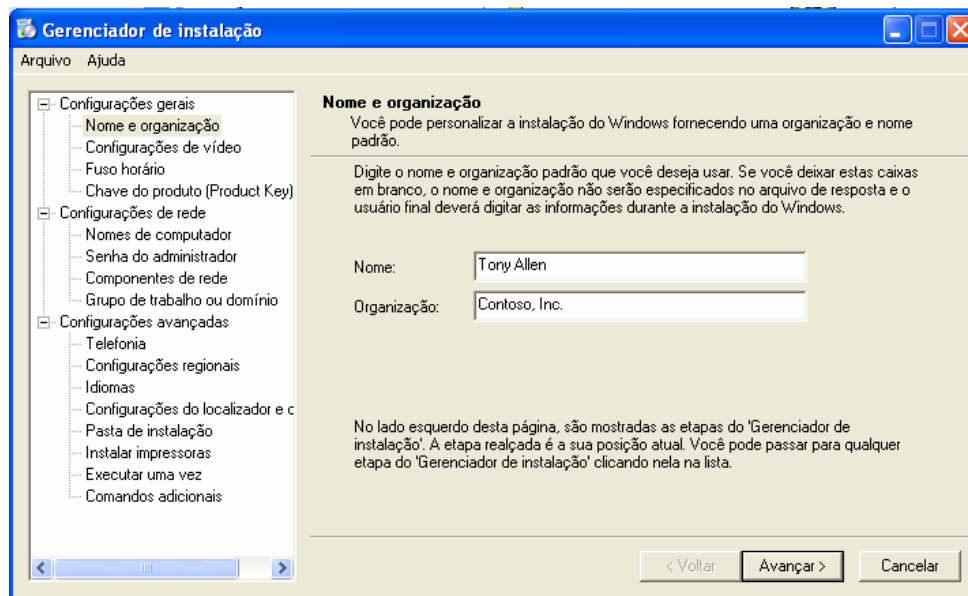 Gerenciador de instalação
Arquivo Ajuda
Configurações gerais
Nome e organização
Configurações de vídeo
Fuso horário
Chave do produto (Product Key)
Configurações de rede
Nomes de computador
Senha do administrador
Componentes de rede
Grupo de trabalho ou domínio
Configurações avançadas
Telefonia
Configurações regionais
Idiomas
Configurações do localizador e c
Pasta de instalação
Instalar impressoras
Executar uma vez
Comandos adicionais
Nome e organização
Você pode personalizar a instalação do Windows fornecendo uma organização e nome
padrão.
Digite o nome e organização padrão que você deseja usar. Se você deixar estas caixas
em branco, o nome e organização não serão especificados no arquivo de resposta e o
usuário final deverá digitar as informações durante a instalação do Windows.
Nome: Tony Allen
Organização: Contoso, Inc.
No lado esquerdo desta página, são mostradas as etapas do 'Gerenciador de
instalação'. A etapa realçada é a sua posição atual. Você pode passar para qualquer
etapa do 'Gerenciador de instalação' clicando nela na lista.
< Voltar Avançar > Cancelar